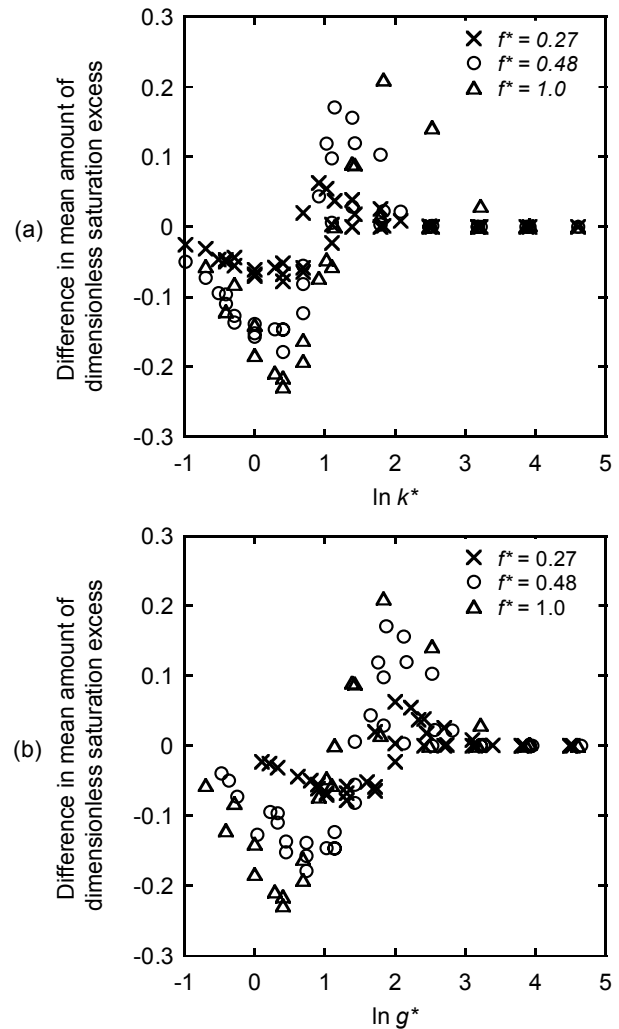 0.3
0.2
0.1
0
-0.1
-0.2
-0.3
(a)
Difference in mean amount of
dimensionless saturation excess
f* = 0.27
f* = 0.48
f* = 1.0
-1 0 1 2 3 4 5
ln k*
0.3
0.2
0.1
0
-0.1
-0.2
-0.3
(b)
Difference in mean amount of
dimensionless saturation excess
f* = 0.27
f* = 0.48
f* = 1.0
-1 0 1 2 3 4 5
ln g*